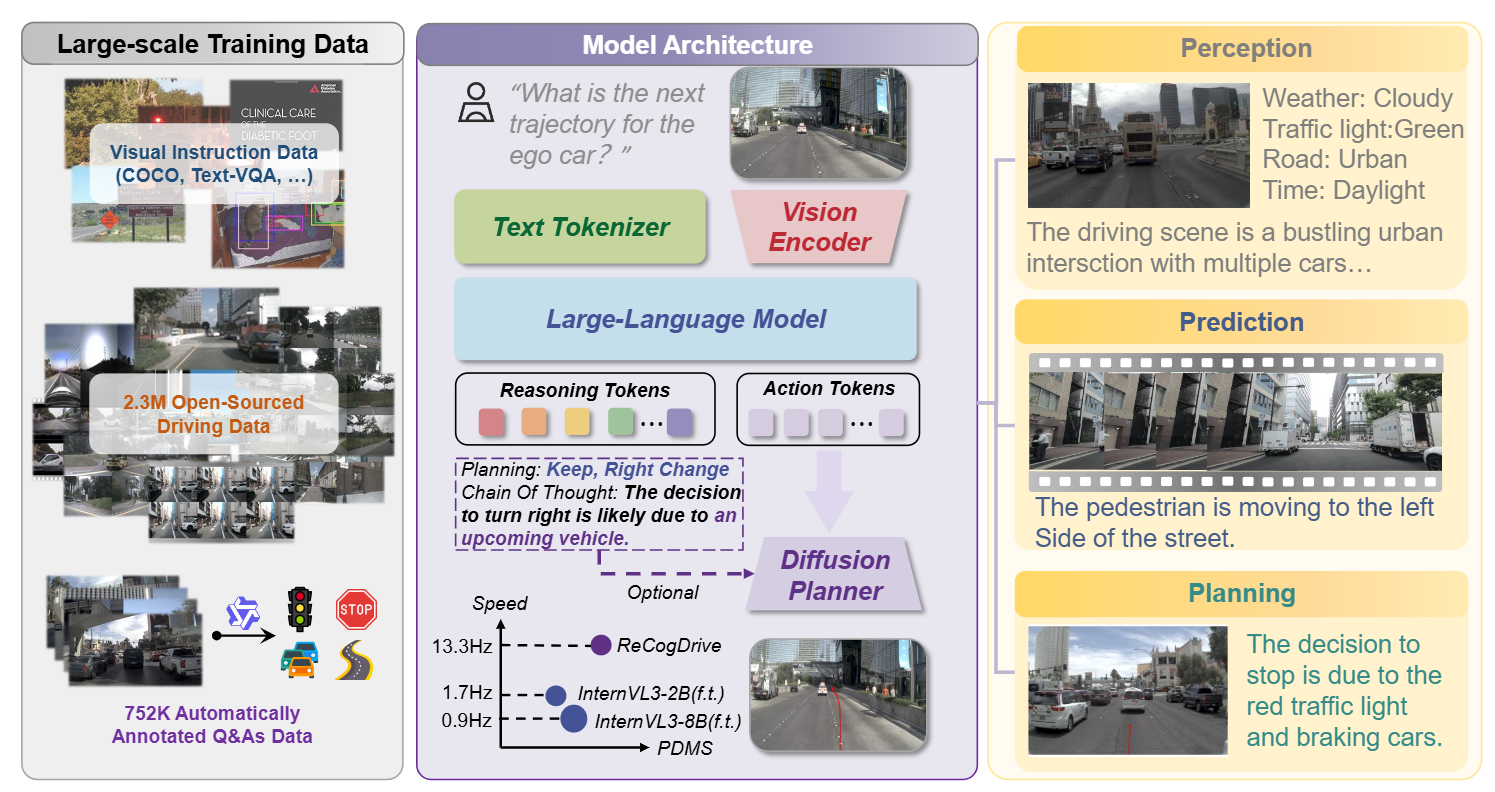 Large-scale Training Data
CLINICAL CARE
OF THE
DIABETIC FOOT
Visual Instruction Data
(COCO, Text-VQA, …)
2.3M Open-Sourced
Driving Data
STOP
752K Automatically
Annotated Q&As Data
Model Architecture
“What is the next
trajectory for the
ego car? ”
Text Tokenizer
Vision
Encoder
Large-Language Model
Reasoning Tokens
Action Tokens
Planning: Keep, Right Change
Chain Of Thought: The decision
to turn right is likely due to an
upcoming vehicle.
Optional
Diffusion
Planner
Speed
13.3Hz
ReCogDrive
1.7Hz
InternVL3-2B(f.t.)
0.9Hz
InternVL3-8B(f.t.)
PDMS
Perception
Weather: Cloudy
Traffic light:Green
Road: Urban
Time: Daylight
The driving scene is a bustling urban
intersction with multiple cars…
Prediction
The pedestrian is moving to the left
Side of the street.
Planning
The decision to
stop is due to the
red traffic light
and braking cars.